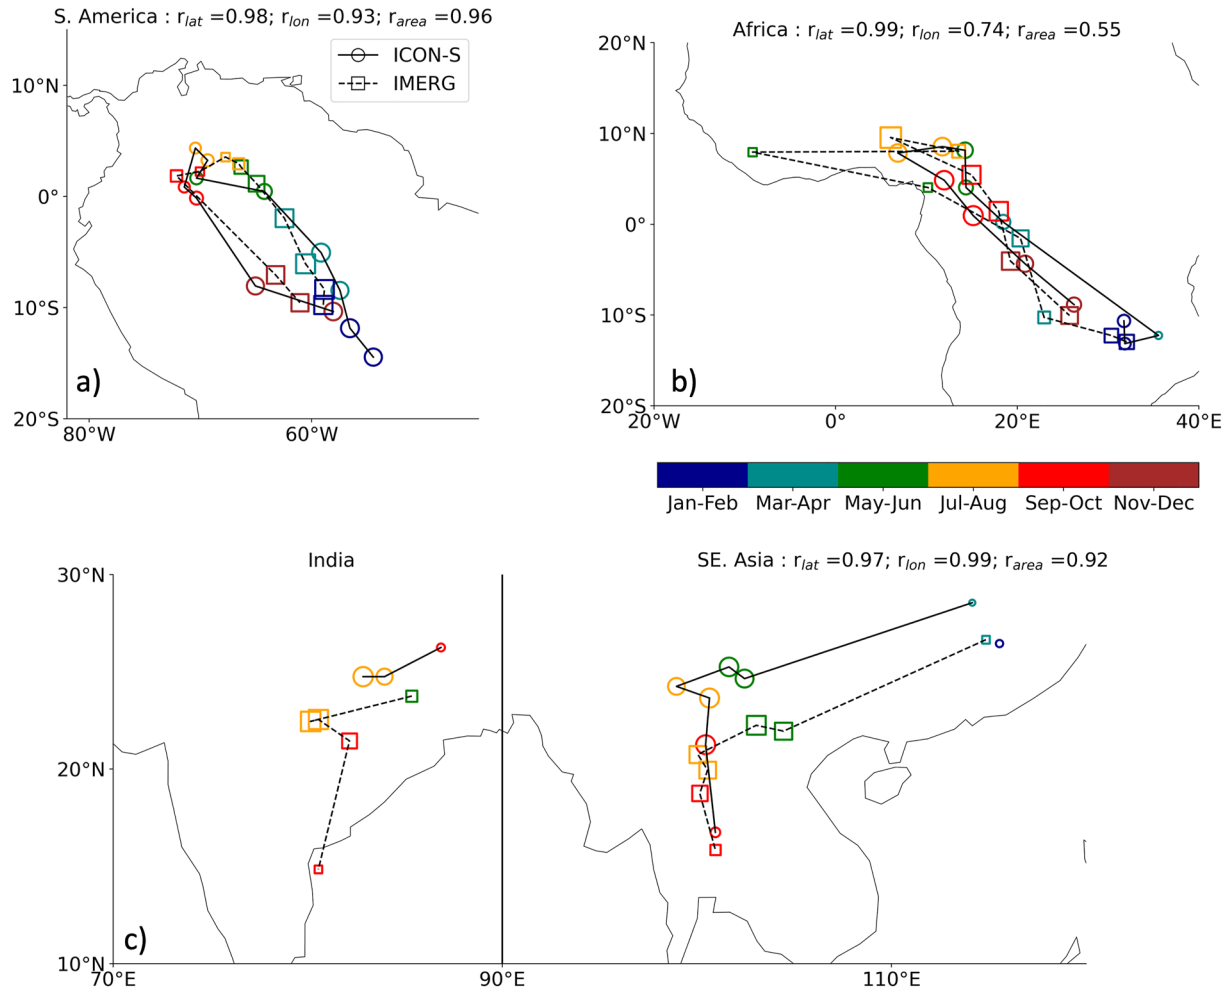 S. America : r_lat =0.98; r_lon =0.93; r_area =0.96
ICON-S
IMERG
10°N
0°
10°S
20°S
80°W
60°W
a)
Africa : r_lat =0.99; r_lon =0.74; r_area =0.55
20°N
10°N
0°
10°S
20°S
20°W
0°
20°E
40°E
b)
Jan-Feb
Mar-Apr
May-Jun
Jul-Aug
Sep-Oct
Nov-Dec
India
SE. Asia : r_lat =0.97; r_lon =0.99; r_area =0.92
30°N
20°N
10°N
70°E
90°E
110°E
c)